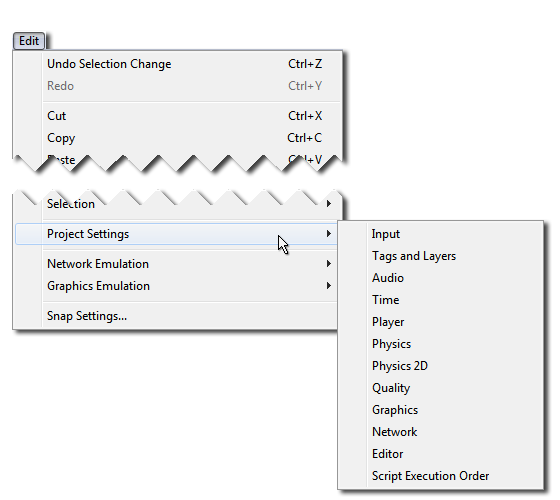 Edit
Undo Selection Change Ctrl+Z
Redo Ctrl+Y
Cut Ctrl+X
Copy Ctrl+C
Paste Ctrl+V
Selection
Project Settings
Network Emulation
Graphics Emulation
Snap Settings...
Input
Tags and Layers
Audio
Time
Player
Physics
Physics 2D
Quality
Graphics
Network
Editor
Script Execution Order